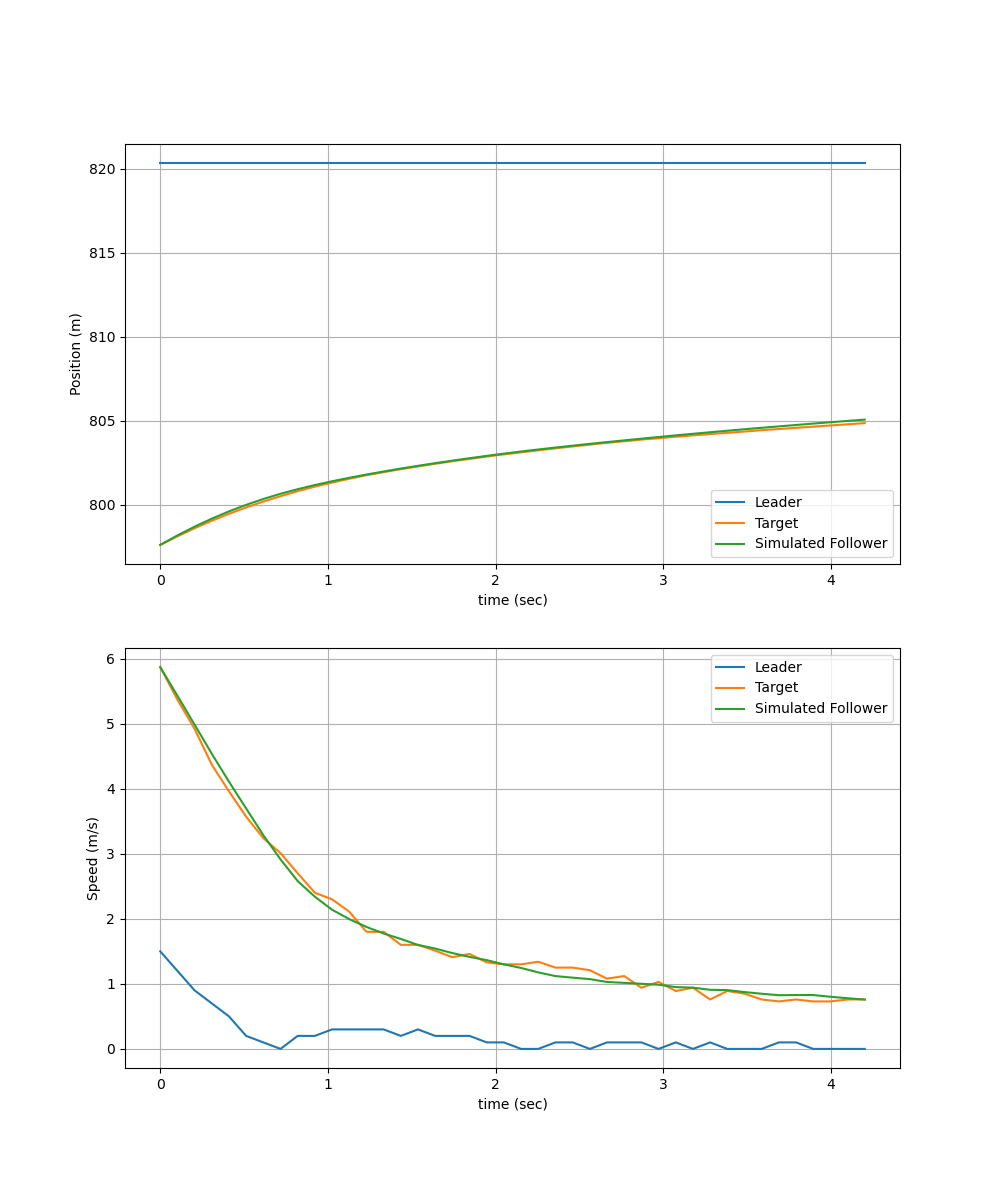 820
815
810
805
800
Position (m)
Leader
Target
Simulated Follower
0 1 2 3 4
time (sec)
6
5
4
3
2
1
0
Speed (m/s)
Leader
Target
Simulated Follower
0 1 2 3 4
time (sec)